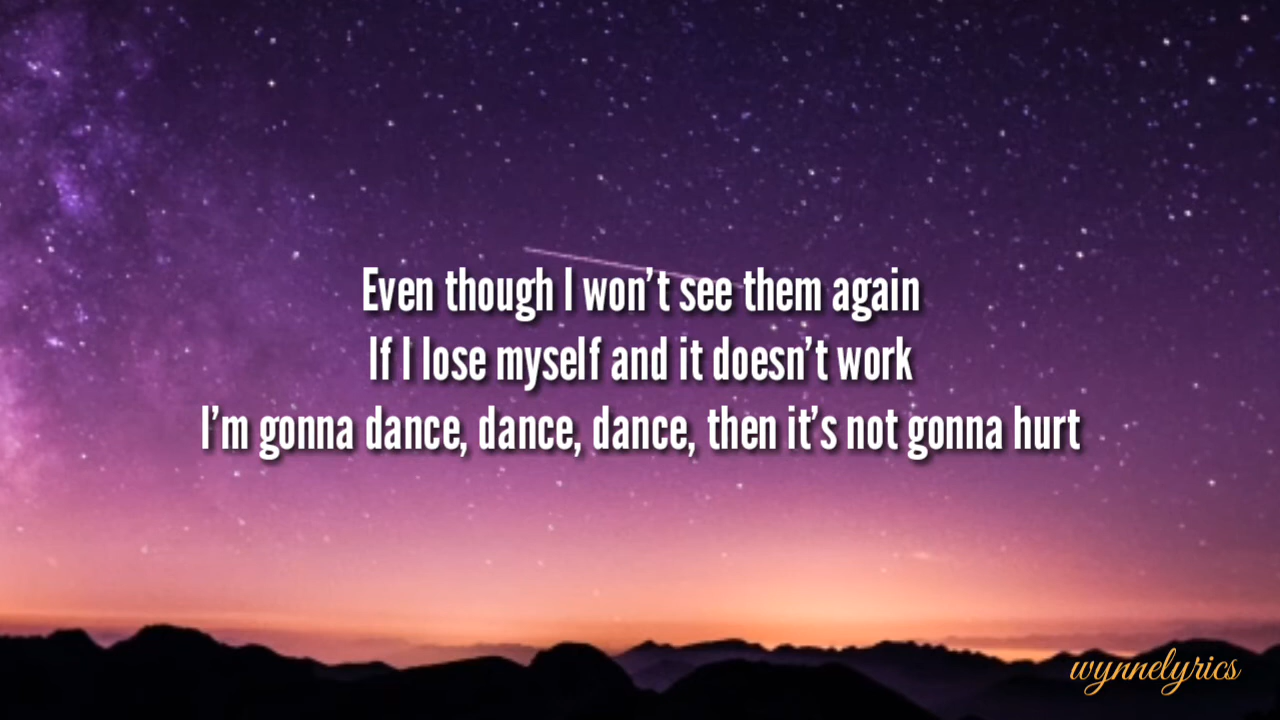 Even though I won't see them again
If I lose myself and it doesn't work
I'm gonna dance, dance, dance, then it's not gonna hurt
wynnelyrics